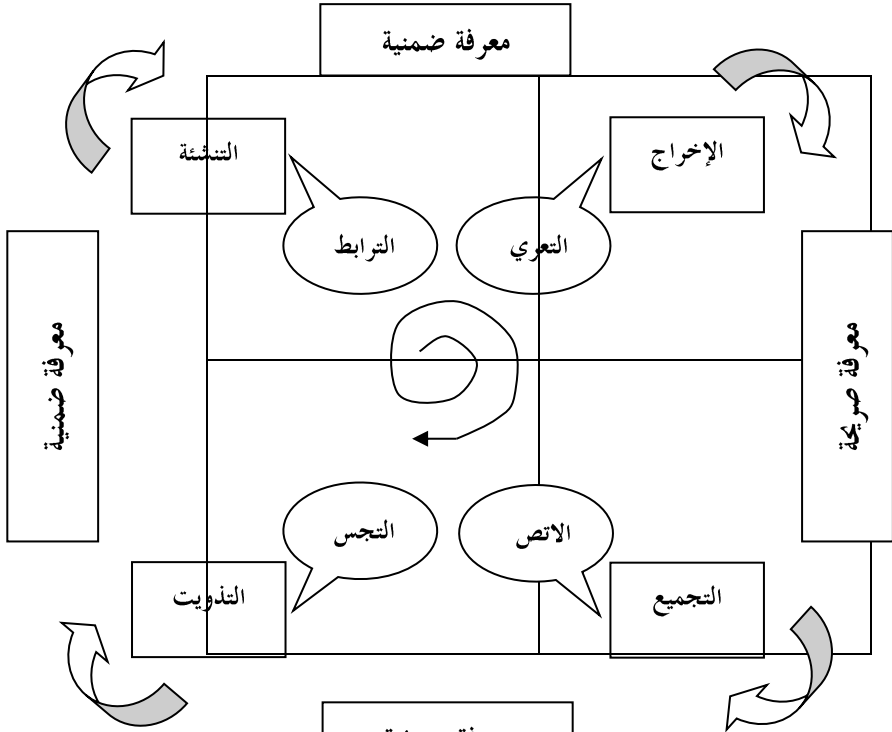 معرفة ضمنية
الإخراج
التنشئة
التعري
الترابط
معرفة صريحة
معرفة ضمنية
الاتص
التجس
التجميع
التذويت